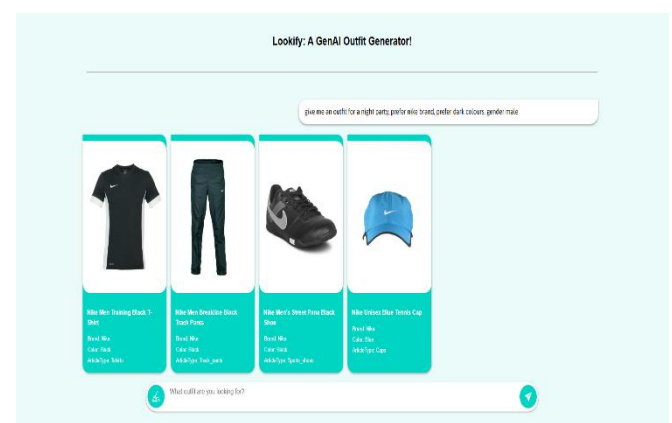 Lookify: A GenAI Outfit Generator!
give me an outfit for a night party, prefer nike brand, prefer dark colours, gender male
Nike Men Training Black T-
Shirt
Brand: Nike
Color: Black
ArticleType: Tshirts
Nike Men Breakline Black
Track Pants
Brand: Nike
Color: Black
ArticleType: Track_pants
Nike Men's Street Pana Black
Shoe
Brand: Nike
Color: Black
ArticleType: Sports_shoes
Nike Unisex Blue Tennis Cap
Brand: Nike
Color: Blue
ArticleType: Caps
What outfit are you looking for?